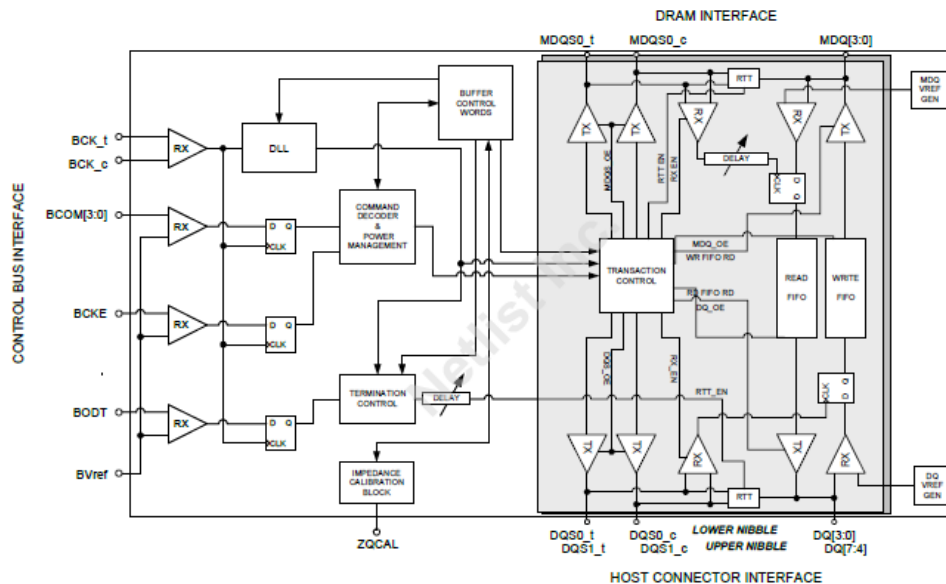 DRAM INTERFACE
MDQS0_t
MDQS0_c
MDQ[3:0]
MDQ
VREF
GEN
RTT
BUFFER
CONTROL
WORDS
TX
TX
RX
RX
TX
BCK_t
BCK_c
RX
DLL
DELAY
MDQS_OE
RTT EN
RX EN
D
Q
CLK
CONTROL BUS INTERFACE
BCOM[3:0]
RX
D Q
CLK
COMMAND
DECODER
&
POWER
MANAGEMENT
TRANSACTION
CONTROL
MDQ_OE
WR FIFO RD
RD FIFO RD
DQ_OE
READ
FIFO
WRITE
FIFO
BCKE
RX
D Q
CLK
Netlist Inc.
DQS_OE
RX_EN
TERMINATION
CONTROL
DELAY
RTT_EN
CLK
D
Q
BODT
RX
D Q
CLK
BVref
TX
TX
RX
TX
RX
IMPEDANCE
CALIBRATION
BLOCK
RTT
DQ
VREF
GEN
ZQCAL
DQS0_t
DQS0_c
LOWER NIBBLE
DQ[3:0]
DQS1_t
DQS1_c
UPPER NIBBLE
DQ[7:4]
HOST CONNECTOR INTERFACE